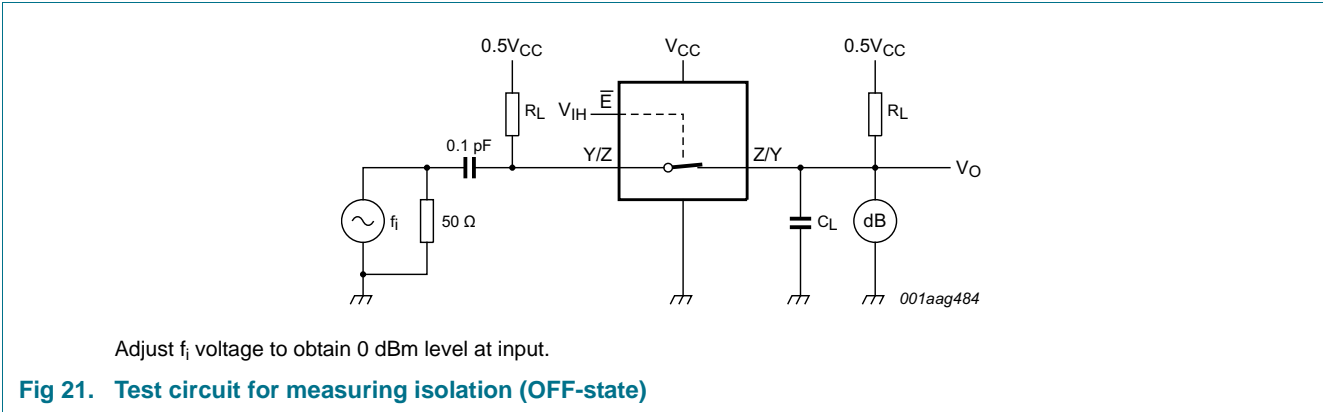 0.5VCC
VCC
0.5VCC
RL
VIH
E̅
RL
0.1 pF
Y/Z
Z/Y
VO
fi
50 Ω
CL
dB
001aag484
Adjust fi voltage to obtain 0 dBm level at input.
Fig 21. Test circuit for measuring isolation (OFF-state)